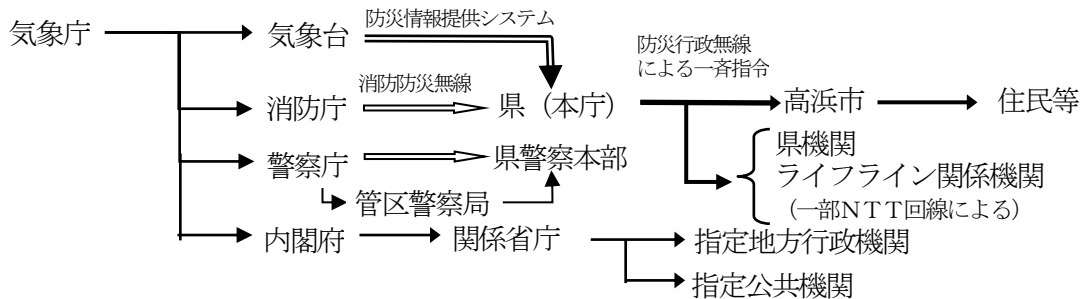 防災情報提供システム
気象庁
気象台
防災行政無線
による一斉指令
消防防災無線
消防庁
県（本庁）
高浜市
住民等
県機関
警察庁
県警察本部
ライフライン関係機関
（一部ＮＴＴ回線による）
管区警察局
内閣府
関係省庁
指定地方行政機関
指定公共機関